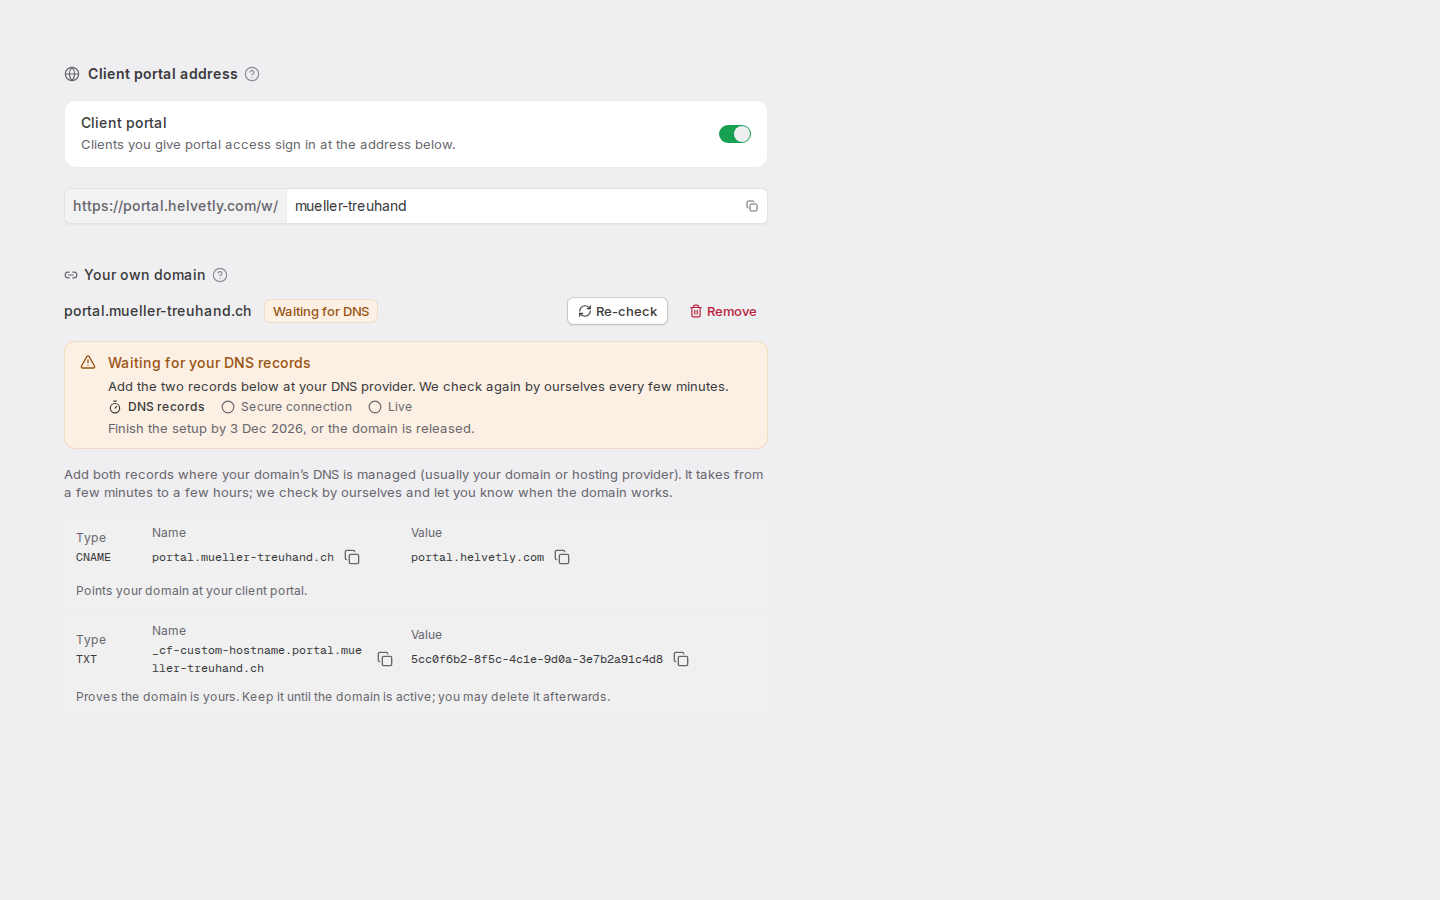 Client portal address
Client portal
Clients you give portal access sign in at the address below.
https://portal.helvetly.com/w/ mueller-treuhand
Your own domain
portal.mueller-treuhand.ch Waiting for DNS Re-check Remove
Waiting for your DNS records
Add the two records below at your DNS provider. We check again by ourselves every few minutes.
DNS records Secure connection Live
Finish the setup by 3 Dec 2026, or the domain is released.
Add both records where your domain’s DNS is managed (usually your domain or hosting provider). It takes from
a few minutes to a few hours; we check by ourselves and let you know when the domain works.
Type Name Value
CNAME portal.mueller-treuhand.ch portal.helvetly.com
Points your domain at your client portal.
Type Name Value
TXT _cf-custom-hostname.portal.mue 5cc0f6b2-8f5c-4c1e-9d0a-3e7b2a91c4d8
ller-treuhand.ch
Proves the domain is yours. Keep it until the domain is active; you may delete it afterwards.